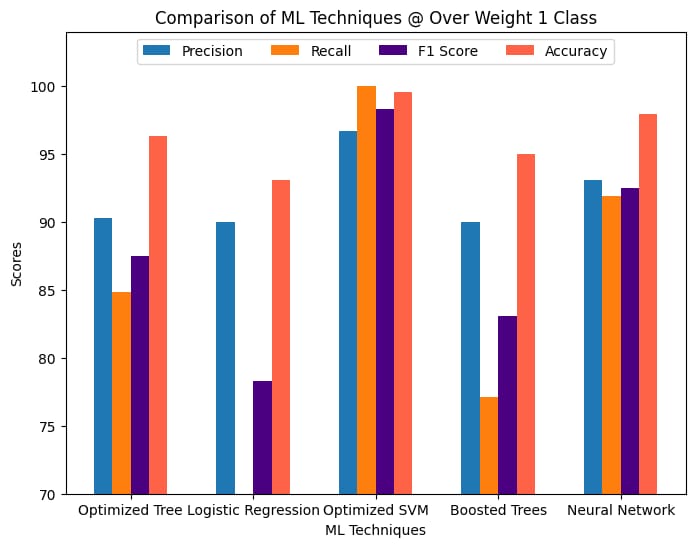 Comparison of ML Techniques @ Over Weight 1 Class
Precision Recall F1 Score Accuracy
100
95
90
85
80
75
70
Scores
Optimized Tree Logistic Regression Optimized SVM Boosted Trees Neural Network
ML Techniques